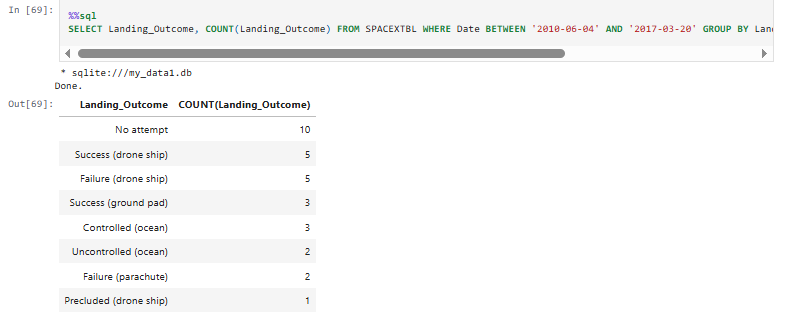 In [69]:
%%sql
SELECT Landing_Outcome, COUNT(Landing_Outcome) FROM SPACEXTBL WHERE Date BETWEEN '2010-06-04' AND '2017-03-20' GROUP BY
* sqlite:///my_data1.db
Done.
Out[69]:
Landing_Outcome COUNT(Landing_Outcome)
No attempt 10
Success (drone ship) 5
Failure (drone ship) 5
Success (ground pad) 3
Controlled (ocean) 3
Uncontrolled (ocean) 2
Failure (parachute) 2
Precluded (drone ship) 1